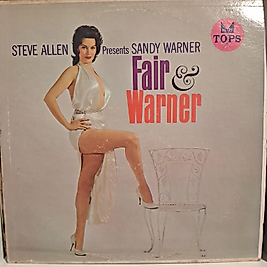 STEVE ALLEN Presents SANDY WARNER
Fair &
Warner
TOPS